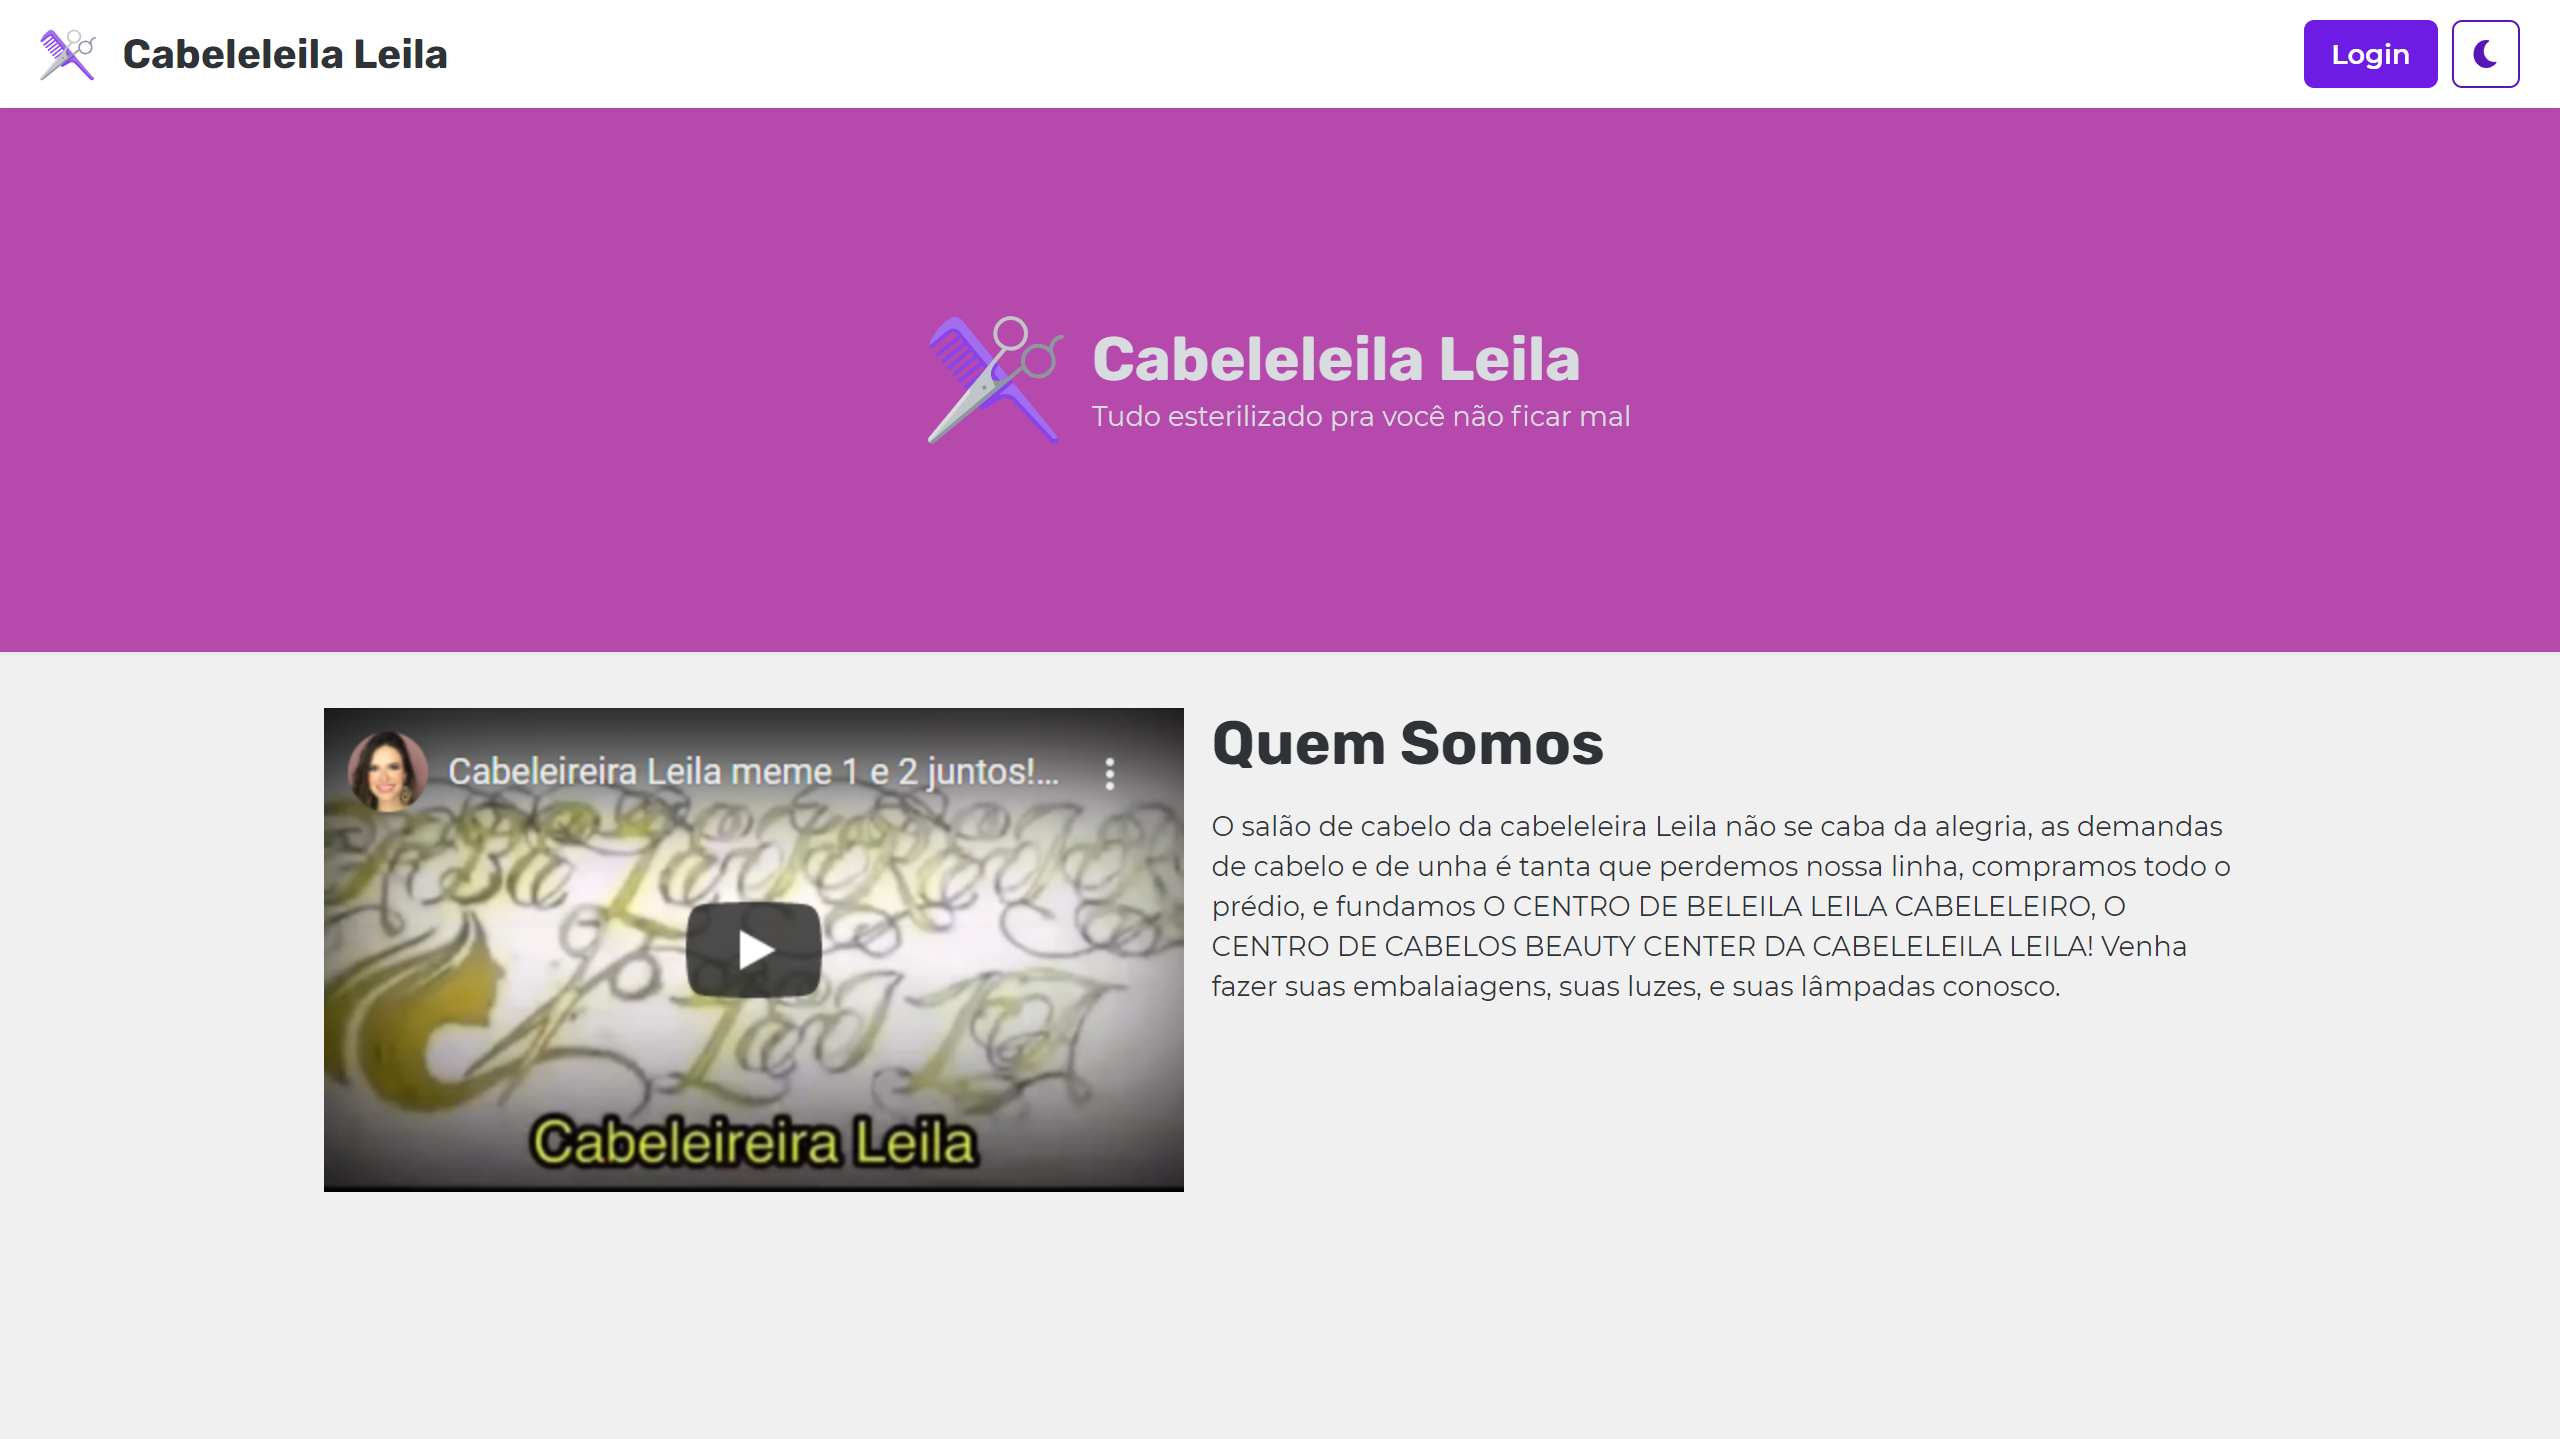 Cabeleleila Leila
Login
Cabeleleila Leila
Tudo esterilizado pra você não ficar mal
Cabeleireira Leila meme 1 e 2 juntos!...
Cabeleireira Leila
Quem Somos
O salão de cabelo da cabeleleira Leila não se caba da alegria, as demandas
de cabelo e de unha é tanta que perdemos nossa linha, compramos todo o
prédio, e fundamos O CENTRO DE BELEILA LEILA CABELELEIRO, O
CENTRO DE CABELOS BEAUTY CENTER DA CABELELEILA LEILA! Venha
fazer suas embalaiagens, suas luzes, e suas lâmpadas conosco.